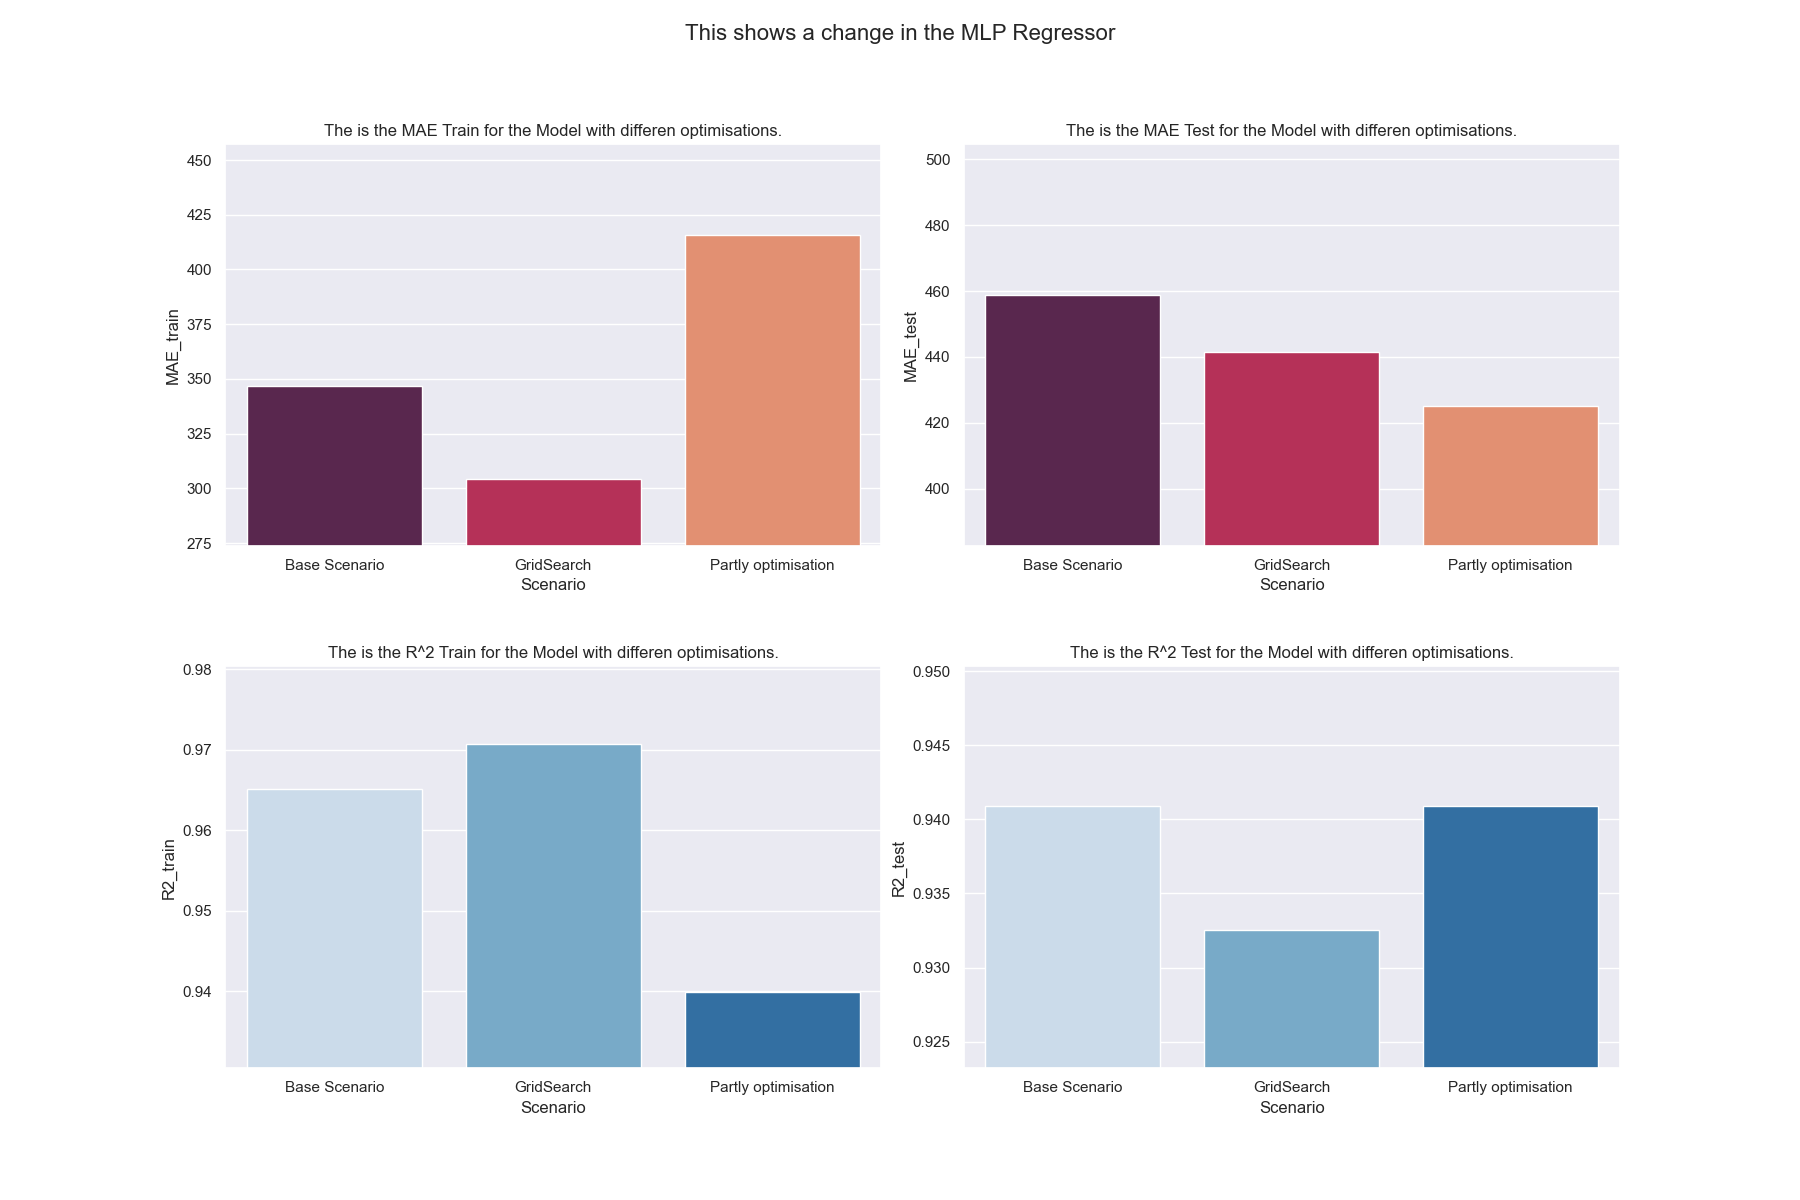 This shows a change in the MLP Regressor
The is the MAE Train for the Model with differen optimisations.
450
425
400
375
350
325
300
275
MAE_train
Base Scenario GridSearch Partly optimisation
Scenario
The is the MAE Test for the Model with differen optimisations.
500
480
460
440
420
400
MAE_test
Base Scenario GridSearch Partly optimisation
Scenario
The is the R^2 Train for the Model with differen optimisations.
0.98
0.97
0.96
0.95
0.94
R2_train
Base Scenario GridSearch Partly optimisation
Scenario
The is the R^2 Test for the Model with differen optimisations.
0.950
0.945
0.940
0.935
0.930
0.925
R2_test
Base Scenario GridSearch Partly optimisation
Scenario